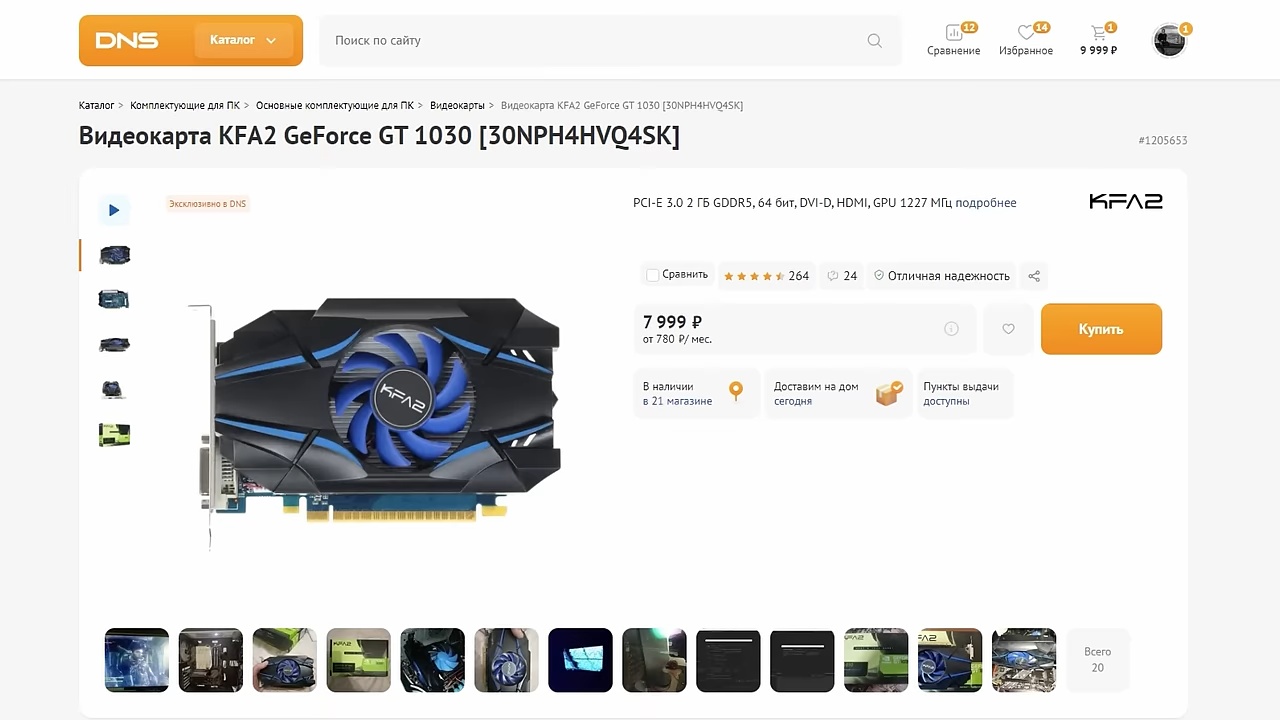 DNS
Каталог
Поиск по сайту
12
Сравнение
14
Избранное
1
9 999 ₽
1
Каталог > Комплектующие для ПК > Основные комплектующие для ПК > Видеокарты > Видеокарта KFA2 GeForce GT 1030 [30NPH4HVQ4SK]
Видеокарта KFA2 GeForce GT 1030 [30NPH4HVQ4SK]
#1205653
Эксклюзивно в DNS
PCI-E 3.0 2 ГБ GDDR5, 64 бит, DVI-D, HDMI, GPU 1227 МГц подробнее
KFA2
Сравнить
264
24
Отличная надежность
7 999 ₽
от 780 ₽/ мес.
Купить
В наличии
в 21 магазине
Доставим на дом
сегодня
Пункты выдачи
доступны
KFA2
Всего
20